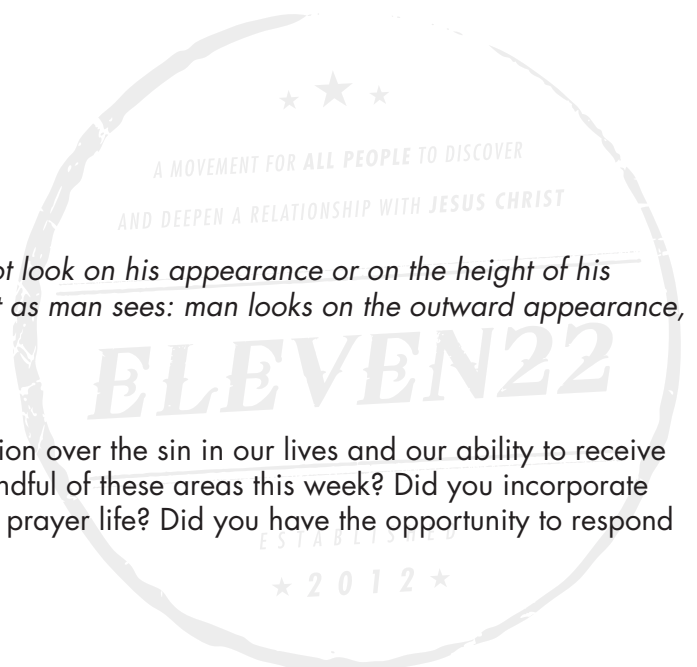 A MOVEMENT FOR ALL PEOPLE TO DISCOVER
AND DEEPEN A RELATIONSHIP WITH JESUS CHRIST
ot look on his appearance or on the height of his
t as man sees: man looks on the outward appearance,
ELEVEN22
ion over the sin in our lives and our ability to receive
ndful of these areas this week? Did you incorporate
prayer life? Did you have the opportunity to respond
ESTABLISHED
2012